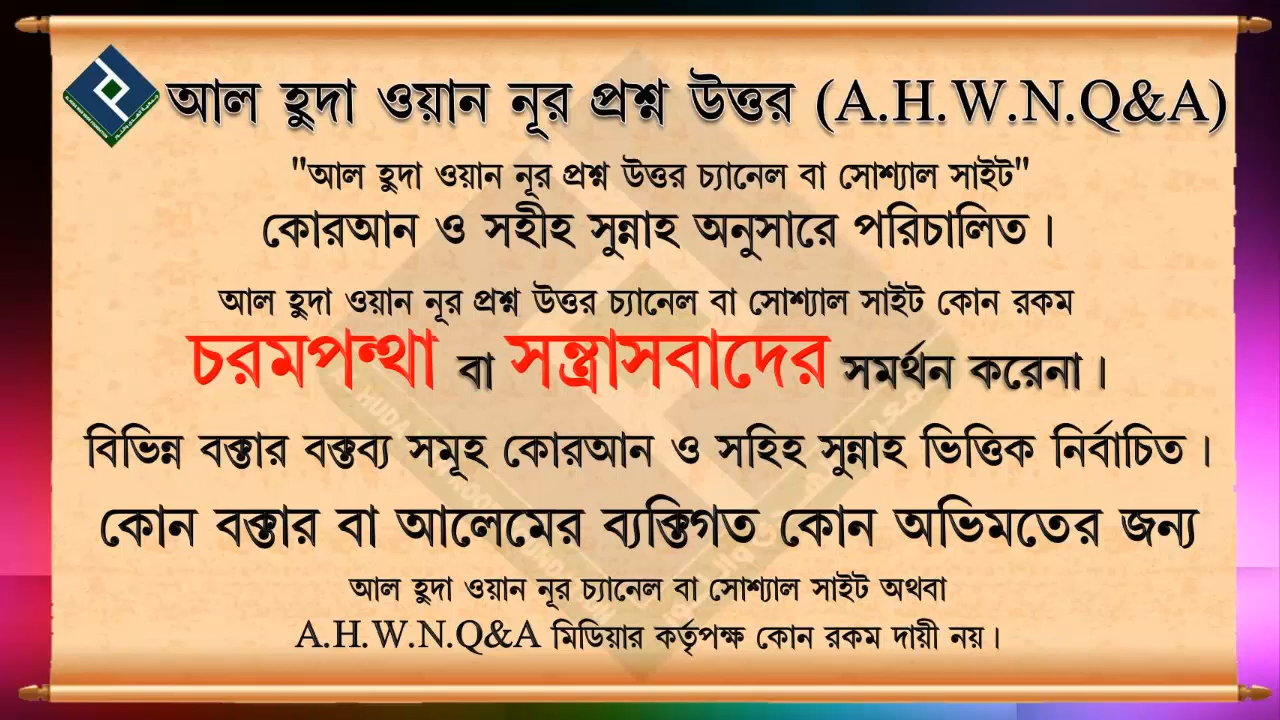 আল হুদা ওয়ান নূর প্রশ্ন উত্তর (A.H.W.N.Q&A)
"আল হুদা ওয়ান নূর প্রশ্ন উত্তর চ্যানেল বা সোশ্যাল সাইট"
কোরআন ও সহীহ সুন্নাহ অনুসারে পরিচালিত।
আল হুদা ওয়ান নূর প্রশ্ন উত্তর চ্যানেল বা সোশ্যাল সাইট কোন রকম
চরমপন্থা বা সন্ত্রাসবাদের সমর্থন করেনা।
বিভিন্ন বক্তার বক্তব্য সমূহ কোরআন ও সহিহ সুন্নাহ ভিত্তিক নির্বাচিত।
কোন বক্তার বা আলেমের ব্যক্তিগত কোন অভিমতের জন্য
আল হুদা ওয়ান নূর চ্যানেল বা সোশ্যাল সাইট অথবা
A.H.W.N.Q&A মিডিয়ার কর্তৃপক্ষ কোন রকম দায়ী নয়।